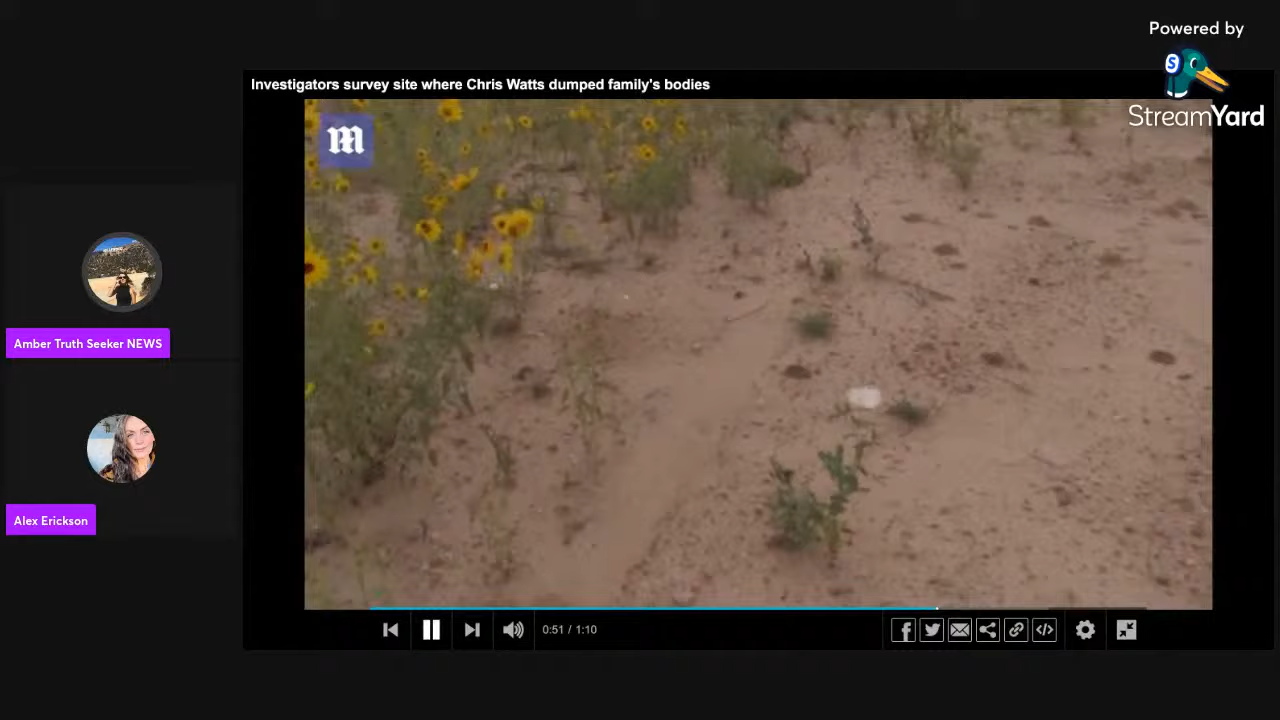 Powered by
StreamYard
Investigators survey site where Chris Watts dumped family's bodies
Amber Truth Seeker NEWS
Alex Erickson
0:51 / 1:10